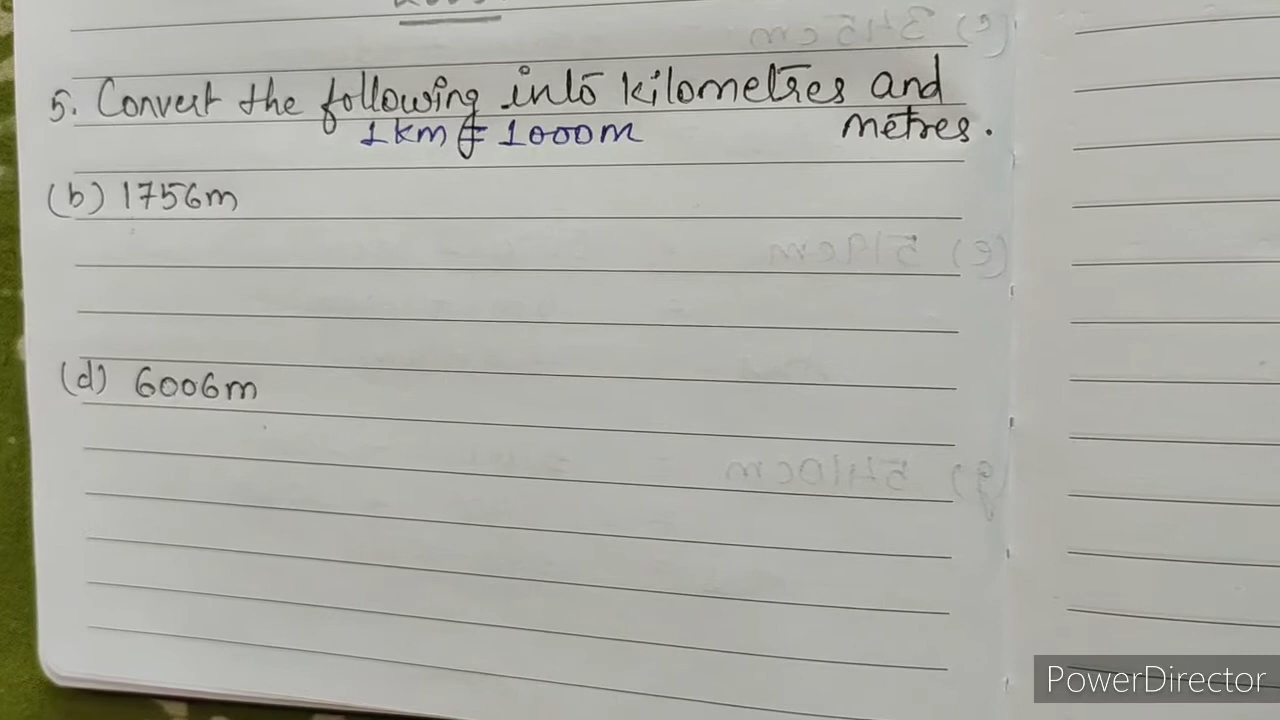 5. Convert the following into kilometres and
metres.
1km = 1000m
(b) 1756m
(d) 6006m
PowerDirector